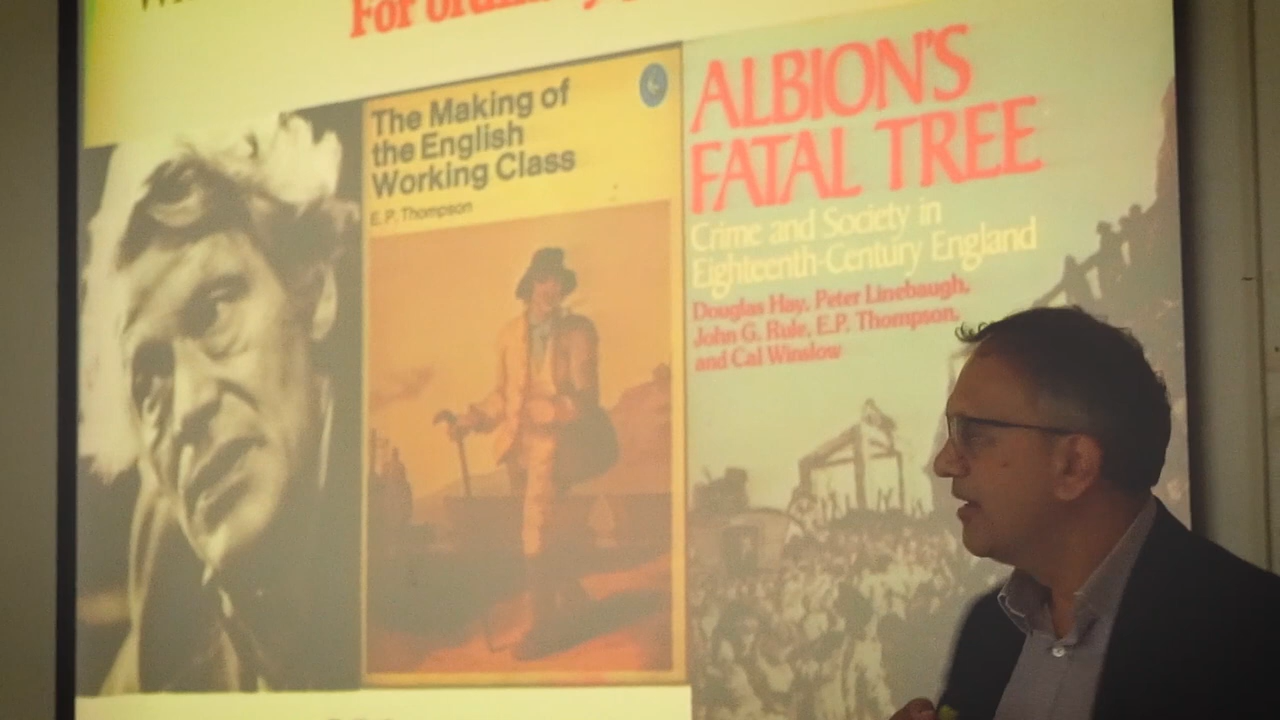 For
The Making of
the English
Working Class
E. P. Thompson
ALBION'S
FATAL TREE
Crime and Society in
Eighteenth-Century England
Douglas Hay, Peter Linebaugh,
John G. Rule, E.P. Thompson,
and Cal Winslow